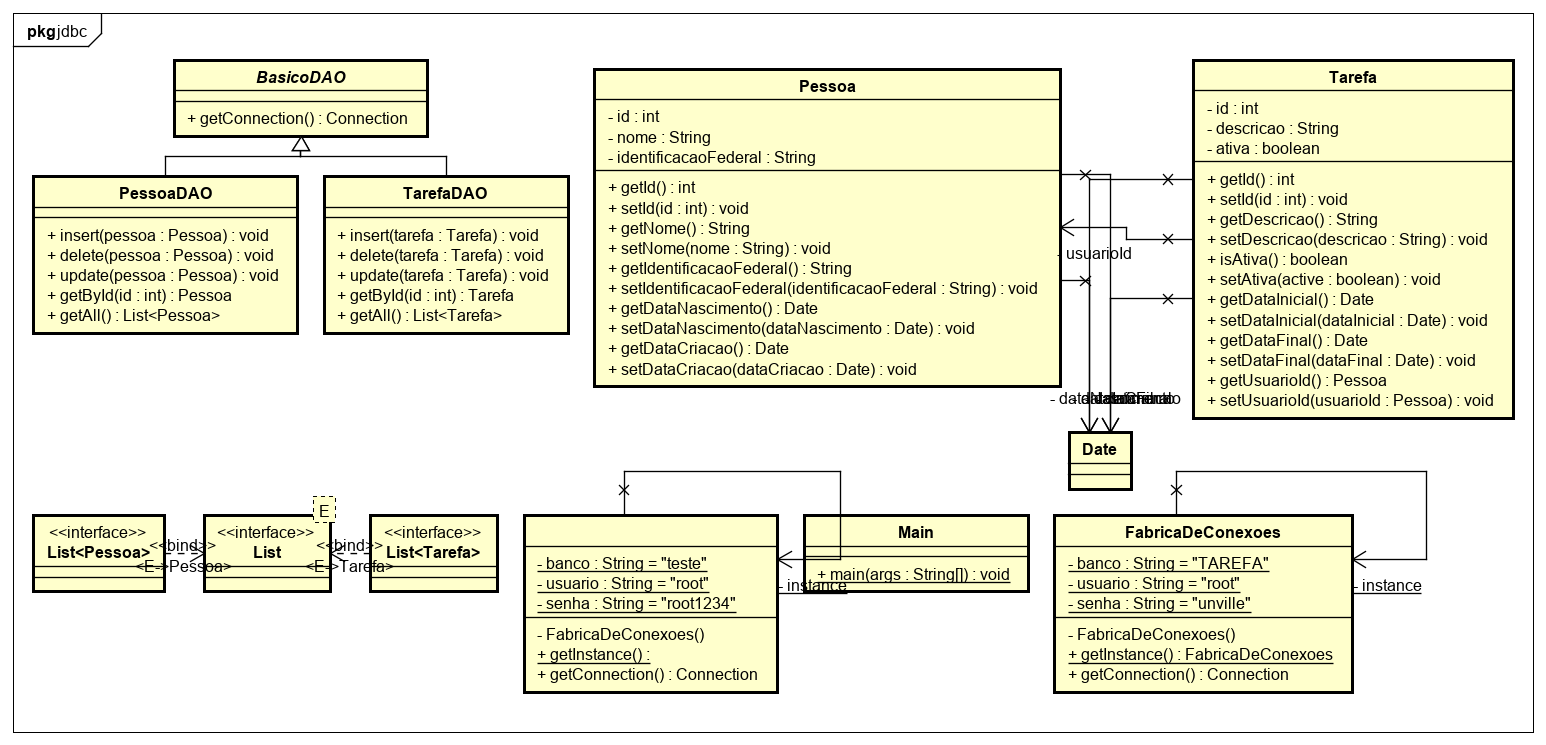 pkg jdbc
BasicoDAO
+ getConnection() : Connection
PessoaDAO
+ insert(pessoa : Pessoa) : void
+ delete(pessoa : Pessoa) : void
+ update(pessoa : Pessoa) : void
+ getById(id : int) : Pessoa
+ getAll() : List<Pessoa>
TarefaDAO
+ insert(tarefa : Tarefa) : void
+ delete(tarefa : Tarefa) : void
+ update(tarefa : Tarefa) : void
+ getById(id : int) : Tarefa
+ getAll() : List<Tarefa>
Pessoa
- id : int
- nome : String
- identificacaoFederal : String
+ getId() : int
+ setId(id : int) : void
+ getNome() : String
+ setNome(nome : String) : void
+ getIdentificacaoFederal() : String
+ setIdentificacaoFederal(identificacaoFederal : String) : void
+ getDataNascimento() : Date
+ setDataNascimento(dataNascimento : Date) : void
+ getDataCriacao() : Date
+ setDataCriacao(dataCriacao : Date) : void
- usuarioId
Tarefa
- id : int
- descricao : String
- ativa : boolean
+ getId() : int
+ setId(id : int) : void
+ getDescricao() : String
+ setDescricao(descricao : String) : void
+ isAtiva() : boolean
+ setAtiva(active : boolean) : void
+ getDataInicial() : Date
+ setDataInicial(dataInicial : Date) : void
+ getDataFinal() : Date
+ setDataFinal(dataFinal : Date) : void
+ getUsuarioId() : Pessoa
+ setUsuarioId(usuarioId : Pessoa) : void
Date
<<interface>>
List<Pessoa>
<<bind>>
<E->Pessoa>
E
<<interface>>
List
<<bind>>
<E->Tarefa>
<<interface>>
List<Tarefa>
- banco : String = "teste"
- usuario : String = "root"
- senha : String = "root1234"
- FabricaDeConexoes()
+ getInstance() :
+ getConnection() : Connection
- instance
Main
+ main(args : String[]) : void
FabricaDeConexoes
- banco : String = "TAREFA"
- usuario : String = "root"
- senha : String = "unville"
- FabricaDeConexoes()
+ getInstance() : FabricaDeConexoes
+ getConnection() : Connection
- instance